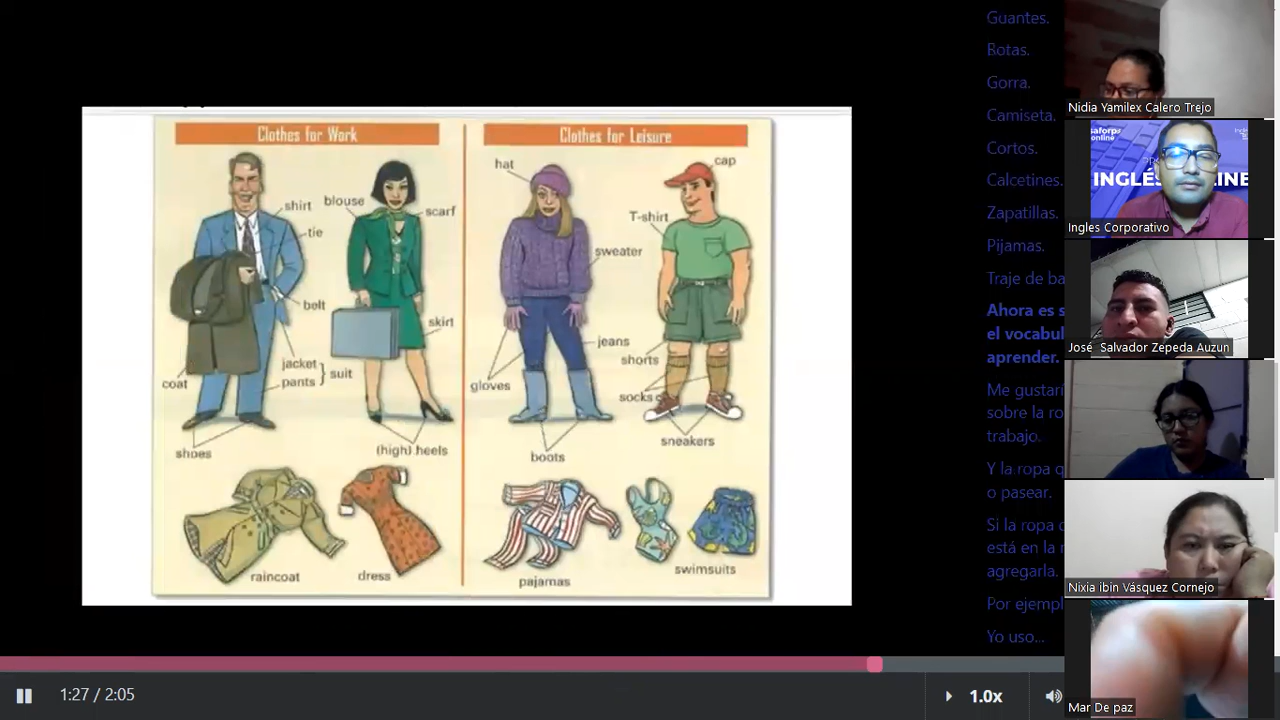 Clothes for Work
Clothes for Leisure
shirt
blouse
scarf
tie
belt
skirt
jacket
pants
suit
coat
shoes
(high) heels
raincoat
dress
hat
cap
T-shirt
sweater
jeans
shorts
gloves
socks
sneakers
boots
pajamas
swimsuits
Guantes.
Rotas.
Gorra.
Camiseta.
Cortos.
Calcetines.
Zapatillas.
Pijamas.
Traje de ba
Ahora es s
el vocabul
aprender.
Me gustarí
sobre la ro
trabajo.
Y la ropa q
o pasear.
Si la ropa
está en la
agregarla.
Por ejempl
Yo uso...
Nidia Yamilex Calero Trejo
saforp
online
INGLÉS
INE
Ingles Corporativo
José Salvador Zepeda Auzun
Nixia ibin Vásquez Cornejo
Mar De paz
1:27 / 2:05
1.0x